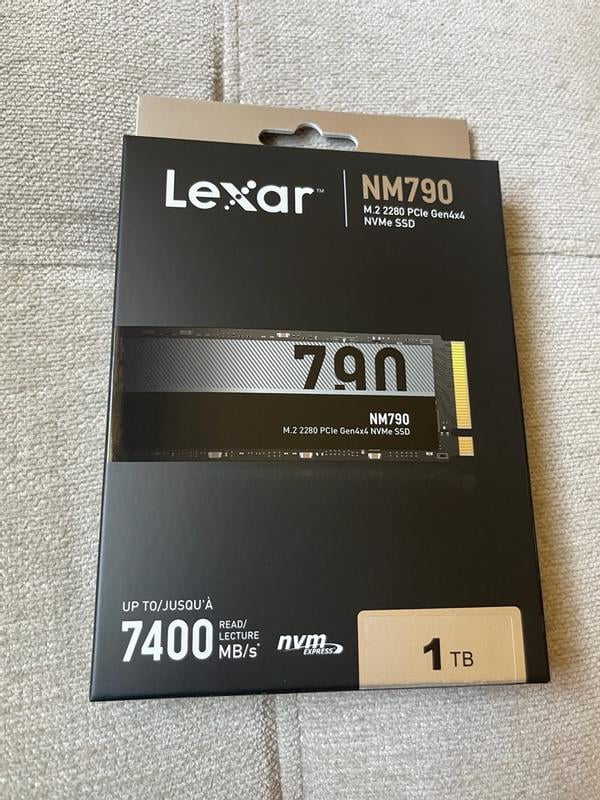 Lexar™
NM790
M.2 2280 PCIe Gen4x4
NVMe SSD
790
NM790
M.2 2280 PCIe Gen4x4 NVMe SSD
UP TO/JUSQU'À
7400 READ/
LECTURE
MB/s*
nvm
EXPRESS
1 TB